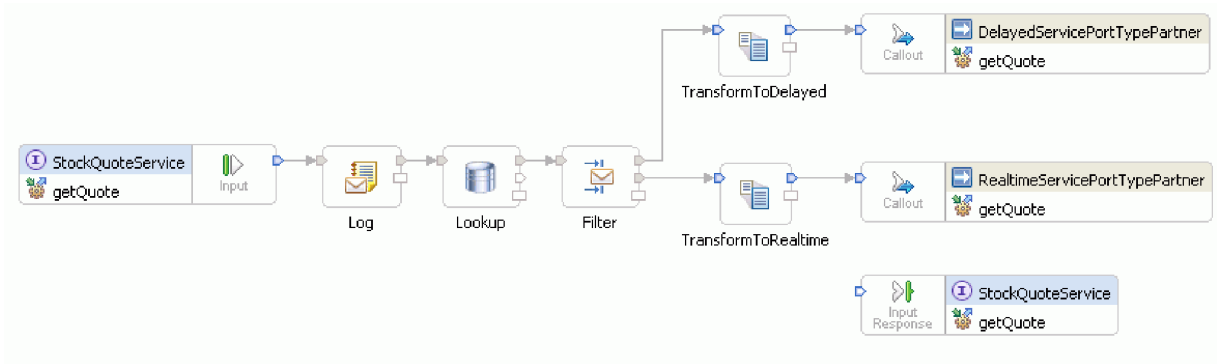 DelayedServicePortTypePartner
Callout
getQuote
TransformToDelayed
StockQuoteService
Input
getQuote
Log
Lookup
Filter
RealtimeServicePortTypePartner
Callout
getQuote
TransformToRealtime
StockQuoteService
Input
Response
getQuote